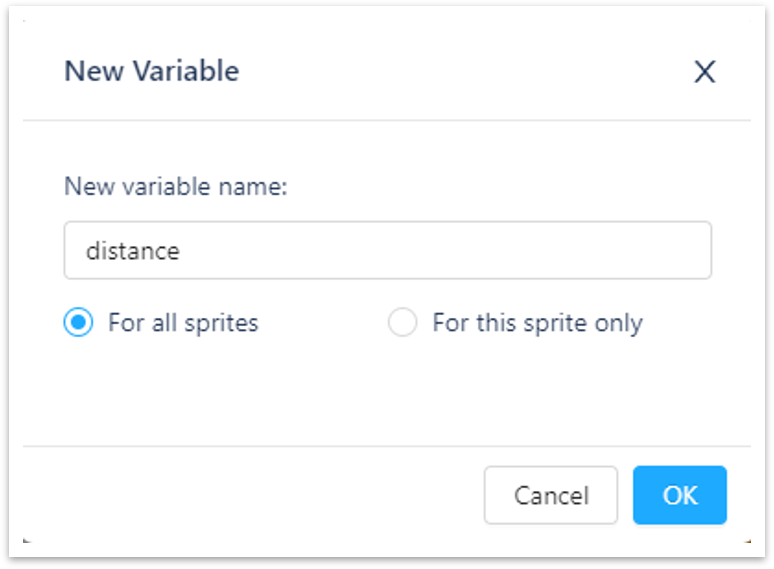 New Variable
New variable name:
distance
For all sprites
For this sprite only
Cancel
OK